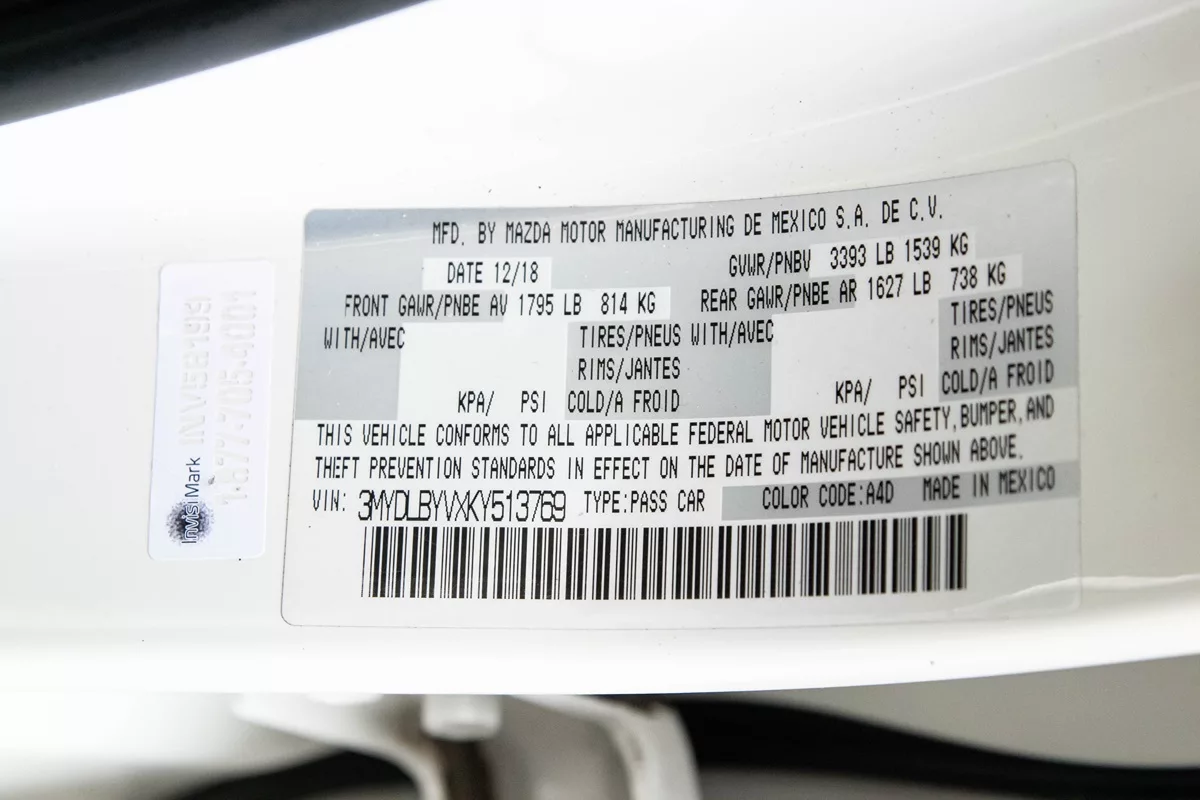 MFD. BY MAZDA MOTOR MANUFACTURING DE MEXICO S.A. DE C.V.
DATE 12/18 GVWR/PNBV 3393 LB 1539 KG
FRONT GAWR/PNBE AV 1795 LB 814 KG REAR GAWR/PNBE AR 1627 LB 738 KG
WITH/AVEC TIRES/PNEUS WITH/AVEC TIRES/PNEUS
RIMS/JANTES RIMS/JANTES
KPA/ PSI COLD/A FROID KPA/ PSI COLD/A FROID
THIS VEHICLE CONFORMS TO ALL APPLICABLE FEDERAL MOTOR VEHICLE SAFETY, BUMPER, AND
THEFT PREVENTION STANDARDS IN EFFECT ON THE DATE OF MANUFACTURE SHOWN ABOVE.
VIN: 3MYDLBYVXKY513769 TYPE:PASS CAR COLOR CODE:A4D MADE IN MEXICO
InvisiMark